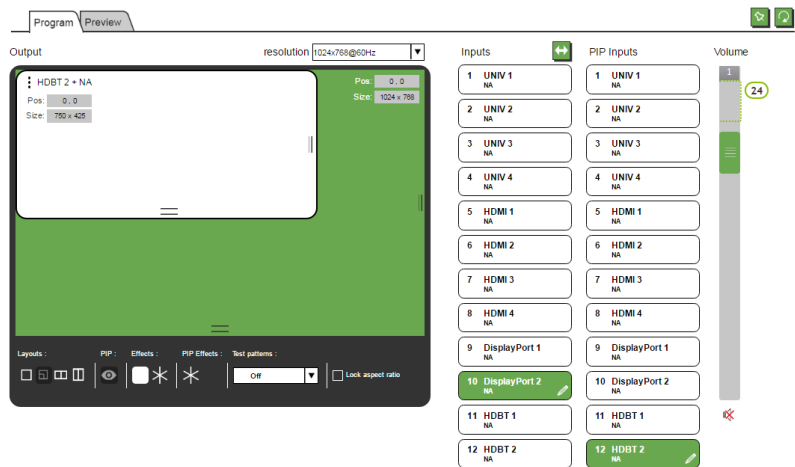 Program Preview
Output resolution 1024x768@60Hz Inputs PIP Inputs Volume
HDBT 2 + NA
Pos: 0 , 0
Size: 750 x 425
Pos: 0 , 0
Size: 1024 x 768
1 UNIV 1
NA
2 UNIV 2
NA
3 UNIV 3
NA
4 UNIV 4
NA
5 HDMI 1
NA
6 HDMI 2
NA
7 HDMI 3
NA
8 HDMI 4
NA
9 DisplayPort 1
NA
10 DisplayPort 2
NA
11 HDBT 1
NA
12 HDBT 2
NA
1 UNIV 1
NA
2 UNIV 2
NA
3 UNIV 3
NA
4 UNIV 4
NA
5 HDMI 1
NA
6 HDMI 2
NA
7 HDMI 3
NA
8 HDMI 4
NA
9 DisplayPort 1
NA
10 DisplayPort 2
NA
11 HDBT 1
NA
12 HDBT 2
NA
1
24
Layouts : PIP : Effects : PIP Effects : Test patterns :
Off
Lock aspect ratio